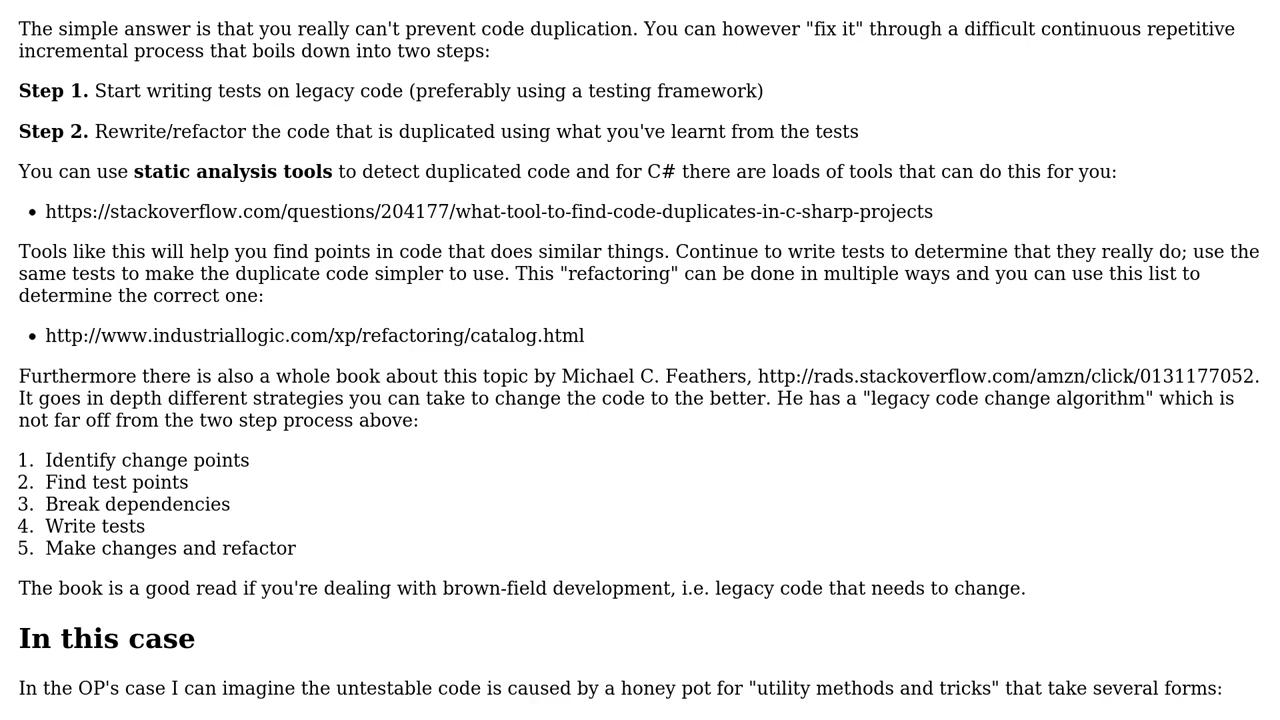 The simple answer is that you really can't prevent code duplication. You can however "fix it" through a difficult continuous repetitive
incremental process that boils down into two steps:
Step 1. Start writing tests on legacy code (preferably using a testing framework)
Step 2. Rewrite/refactor the code that is duplicated using what you've learnt from the tests
You can use static analysis tools to detect duplicated code and for C# there are loads of tools that can do this for you:
• https://stackoverflow.com/questions/204177/what-tool-to-find-code-duplicates-in-c-sharp-projects
Tools like this will help you find points in code that does similar things. Continue to write tests to determine that they really do; use the
same tests to make the duplicate code simpler to use. This "refactoring" can be done in multiple ways and you can use this list to
determine the correct one:
• http://www.industriallogic.com/xp/refactoring/catalog.html
Furthermore there is also a whole book about this topic by Michael C. Feathers, http://rads.stackoverflow.com/amzn/click/0131177052.
It goes in depth different strategies you can take to change the code to the better. He has a "legacy code change algorithm" which is
not far off from the two step process above:
1. Identify change points
2. Find test points
3. Break dependencies
4. Write tests
5. Make changes and refactor
The book is a good read if you're dealing with brown-field development, i.e. legacy code that needs to change.
In this case
In the OP's case I can imagine the untestable code is caused by a honey pot for "utility methods and tricks" that take several forms: